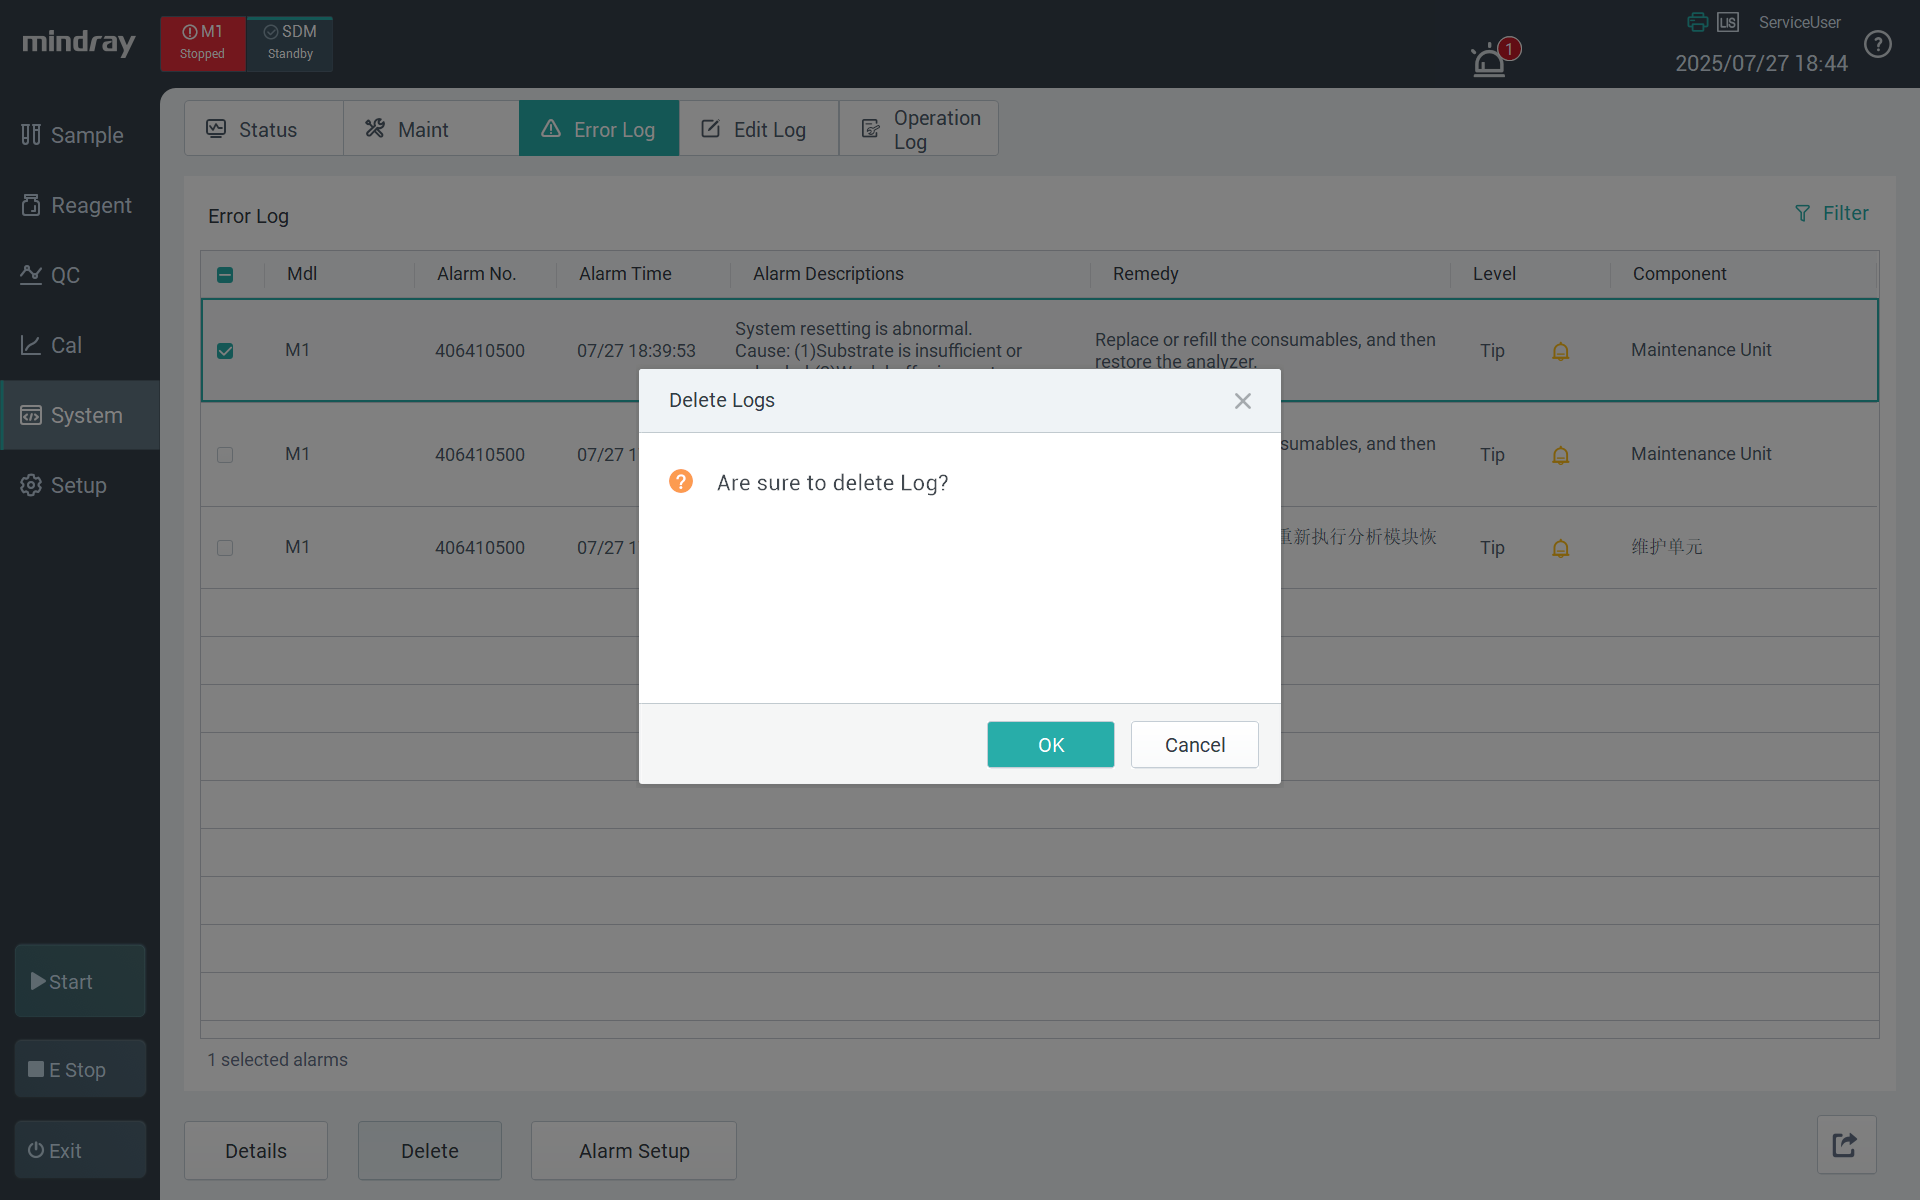 mindray
M1
Stopped
SDM
Standby
1
LIS
ServiceUser
2025/07/27 18:44
?
Sample
Reagent
QC
Cal
System
Setup
Start
E Stop
Exit
Status
Maint
Error Log
Edit Log
Operation
Log
Error Log
Filter
Mdl
Alarm No.
Alarm Time
Alarm Descriptions
Remedy
Level
Component
M1
406410500
07/27 18:39:53
System resetting is abnormal.
Cause: (1)Substrate is insufficient or
Replace or refill the consumables, and then
restore the analyzer.
Tip
Maintenance Unit
M1
406410500
07/27 1
sumables, and then
Tip
Maintenance Unit
M1
406410500
07/27 1
重新执行分析模块恢
Tip
维护单元
Delete Logs
?
Are sure to delete Log?
OK
Cancel
1 selected alarms
Details
Delete
Alarm Setup